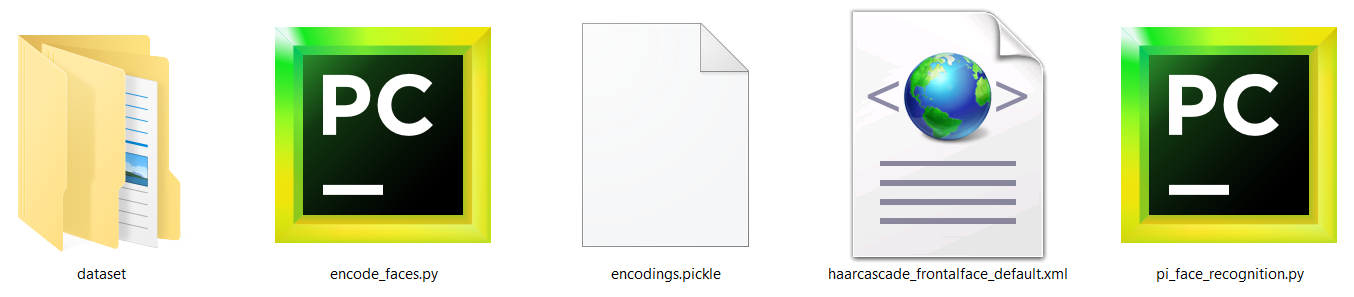 PC
PC
dataset
encode_faces.py
encodings.pickle
haarcascade_frontalface_default.xml
pi_face_recognition.py